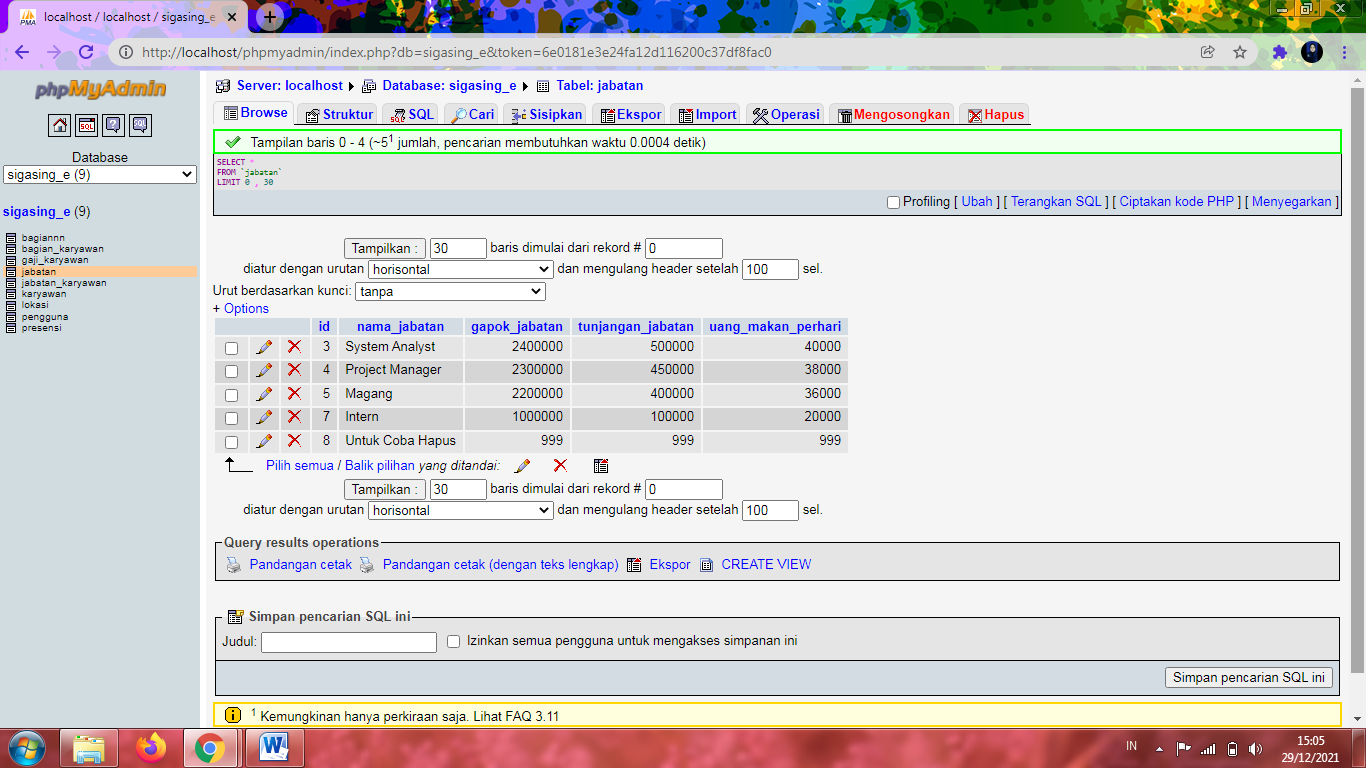 localhost / localhost / sigasing_e
http://localhost/phpmyadmin/index.php?db=sigasing_e&token=6e0181e3e24fa12d116200c37df8fac0
phpMyAdmin
Database
sigasing_e (9)
sigasing_e (9)
bagiannn
bagian_karyawan
gaji_karyawan
jabatan
jabatan_karyawan
karyawan
lokasi
pengguna
presensi
Server: localhost Database: sigasing_e Tabel: jabatan
Browse Struktur SQL Cari Sisipkan Ekspor Import Operasi Mengosongkan Hapus
Tampilan baris 0 - 4 (~5¹ jumlah, pencarian membutuhkan waktu 0.0004 detik)
SELECT *
FROM `jabatan`
LIMIT 0 , 30
Profiling [ Ubah ] [ Terangkan SQL ] [ Ciptakan kode PHP ] [ Menyegarkan ]
Tampilkan : 30 baris dimulai dari rekord # 0
diatur dengan urutan horisontal dan mengulang header setelah 100 sel.
Urut berdasarkan kunci: tanpa
+ Options
id nama_jabatan gapok_jabatan tunjangan_jabatan uang_makan_perhari
3 System Analyst 2400000 500000 40000
4 Project Manager 2300000 450000 38000
5 Magang 2200000 400000 36000
7 Intern 1000000 100000 20000
8 Untuk Coba Hapus 999 999 999
Pilih semua / Balik pilihan yang ditandai:
Tampilkan : 30 baris dimulai dari rekord # 0
diatur dengan urutan horisontal dan mengulang header setelah 100 sel.
Query results operations
Pandangan cetak Pandangan cetak (dengan teks lengkap) Ekspor CREATE VIEW
Simpan pencarian SQL ini
Judul: Izinkan semua pengguna untuk mengakses simpanan ini
Simpan pencarian SQL ini
¹ Kemungkinan hanya perkiraan saja. Lihat FAQ 3.11
IN
15:05
29/12/2021